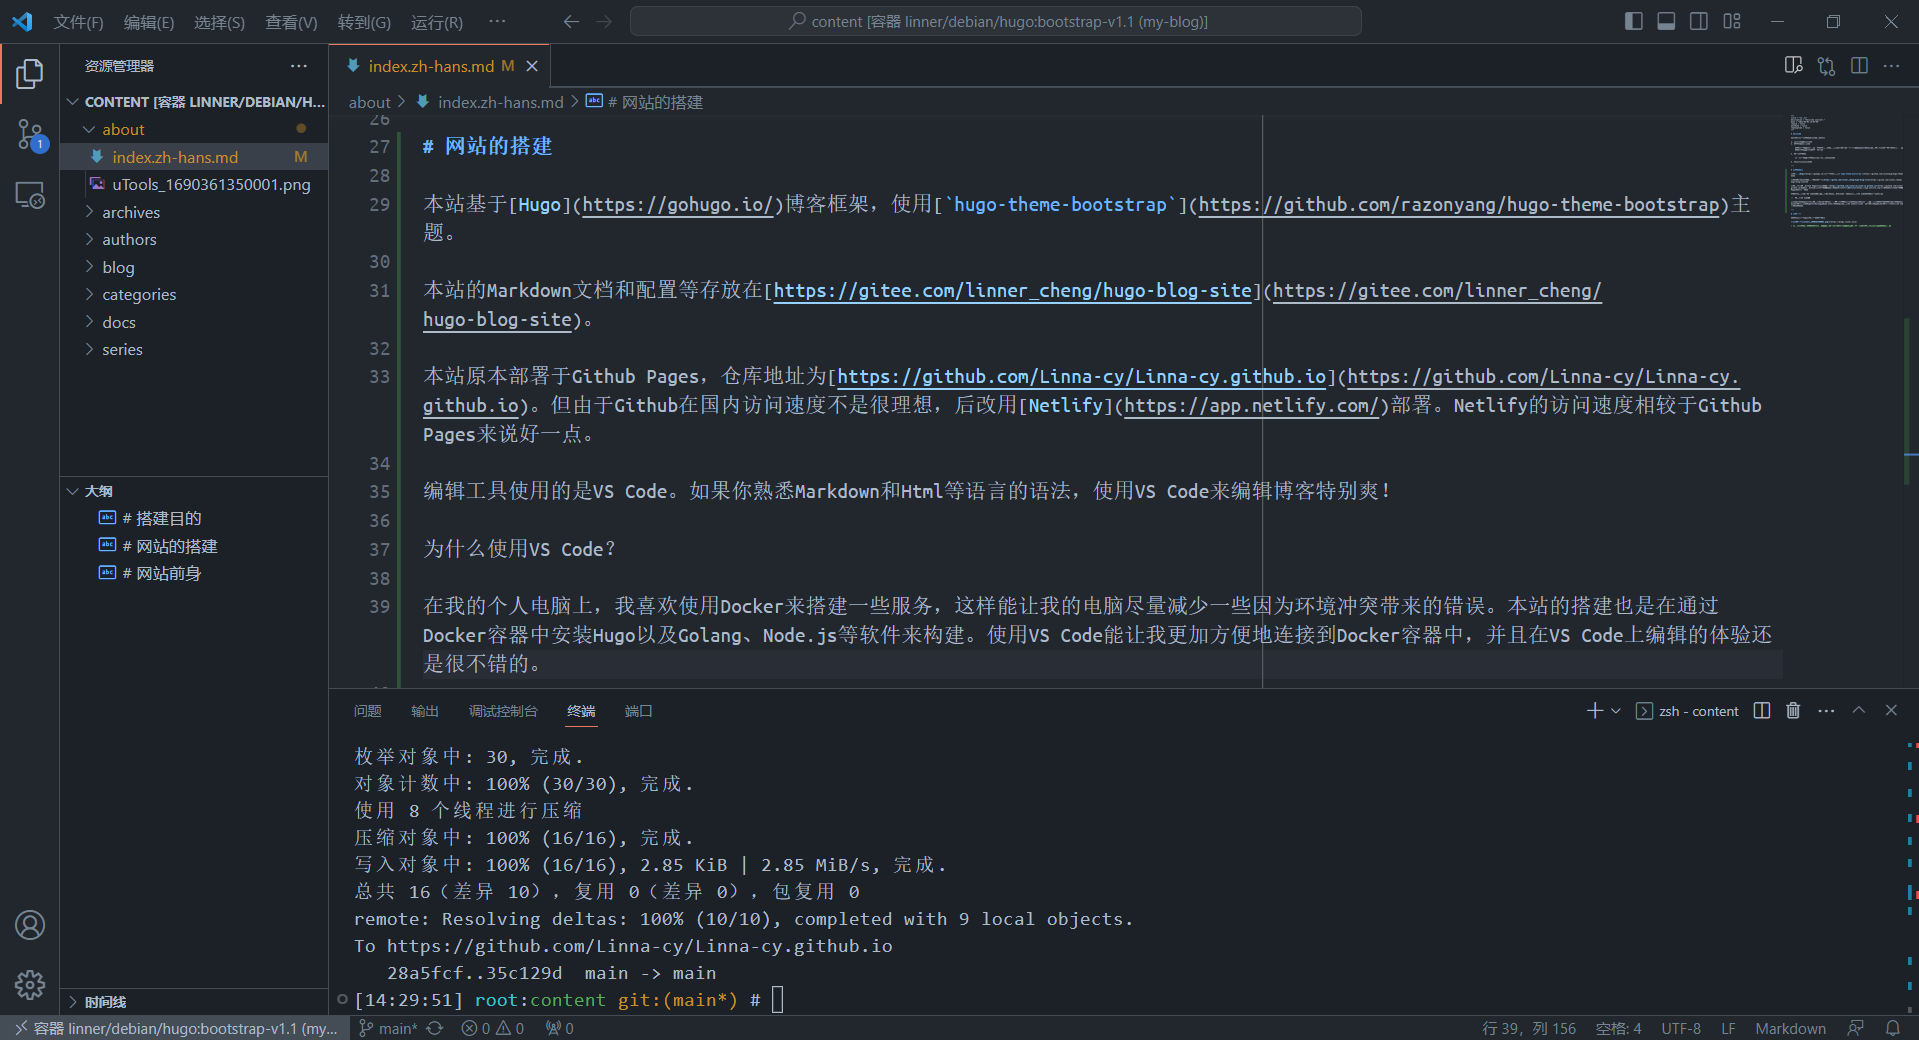 文件(F) 编辑(E) 选择(S) 查看(V) 转到(G) 运行(R) ··· content [容器 linner/debian/hugo:bootstrap-v1.1 (my-blog)]
资源管理器
CONTENT [容器 LINNER/DEBIAN/H...
about
index.zh-hans.md M
uTools_1690361350001.png
archives
authors
blog
categories
docs
series
大纲
# 搭建目的
# 网站的搭建
# 网站前身
时间线
1
index.zh-hans.md M
about > index.zh-hans.md > # 网站的搭建
26
27 # 网站的搭建
28
29 本站基于[Hugo](https://gohugo.io/)博客框架，使用[`hugo-theme-bootstrap`](https://github.com/razonyang/hugo-theme-bootstrap)主
题。
30
31 本站的Markdown文档和配置等存放在[https://gitee.com/linner_cheng/hugo-blog-site](https://gitee.com/linner_cheng/
hugo-blog-site)。
32
33 本站原本部署于Github Pages，仓库地址为[https://github.com/Linna-cy/Linna-cy.github.io](https://github.com/Linna-cy/Linna-cy.
github.io)。但由于Github在国内访问速度不是很理想，后改用[Netlify](https://app.netlify.com/)部署。Netlify的访问速度相较于Github
Pages来说好一点。
34
35 编辑工具使用的是VS Code。如果你熟悉Markdown和Html等语言的语法，使用VS Code来编辑博客特别爽！
36
37 为什么使用VS Code？
38
39 在我的个人电脑上，我喜欢使用Docker来搭建一些服务，这样能让我的电脑尽量减少一些因为环境冲突带来的错误。本站的搭建也是在通过
Docker容器中安装Hugo以及Golang、Node.js等软件来构建。使用VS Code能让我更加方便地连接到Docker容器中，并且在VS Code上编辑的体验还
是很不错的。
问题 输出 调试控制台 终端 端口 zsh - content
枚举对象中: 30, 完成.
对象计数中: 100% (30/30), 完成.
使用 8 个线程进行压缩
压缩对象中: 100% (16/16), 完成.
写入对象中: 100% (16/16), 2.85 KiB | 2.85 MiB/s, 完成.
总共 16（差异 10），复用 0（差异 0），包复用 0
remote: Resolving deltas: 100% (10/10), completed with 9 local objects.
To https://github.com/Linna-cy/Linna-cy.github.io
28a5fcf..35c129d  main -> main
[14:29:51] root:content git:(main*) #
容器 linner/debian/hugo:bootstrap-v1.1 (my... main* 0 0 0 行 39，列 156 空格: 4 UTF-8 LF Markdown